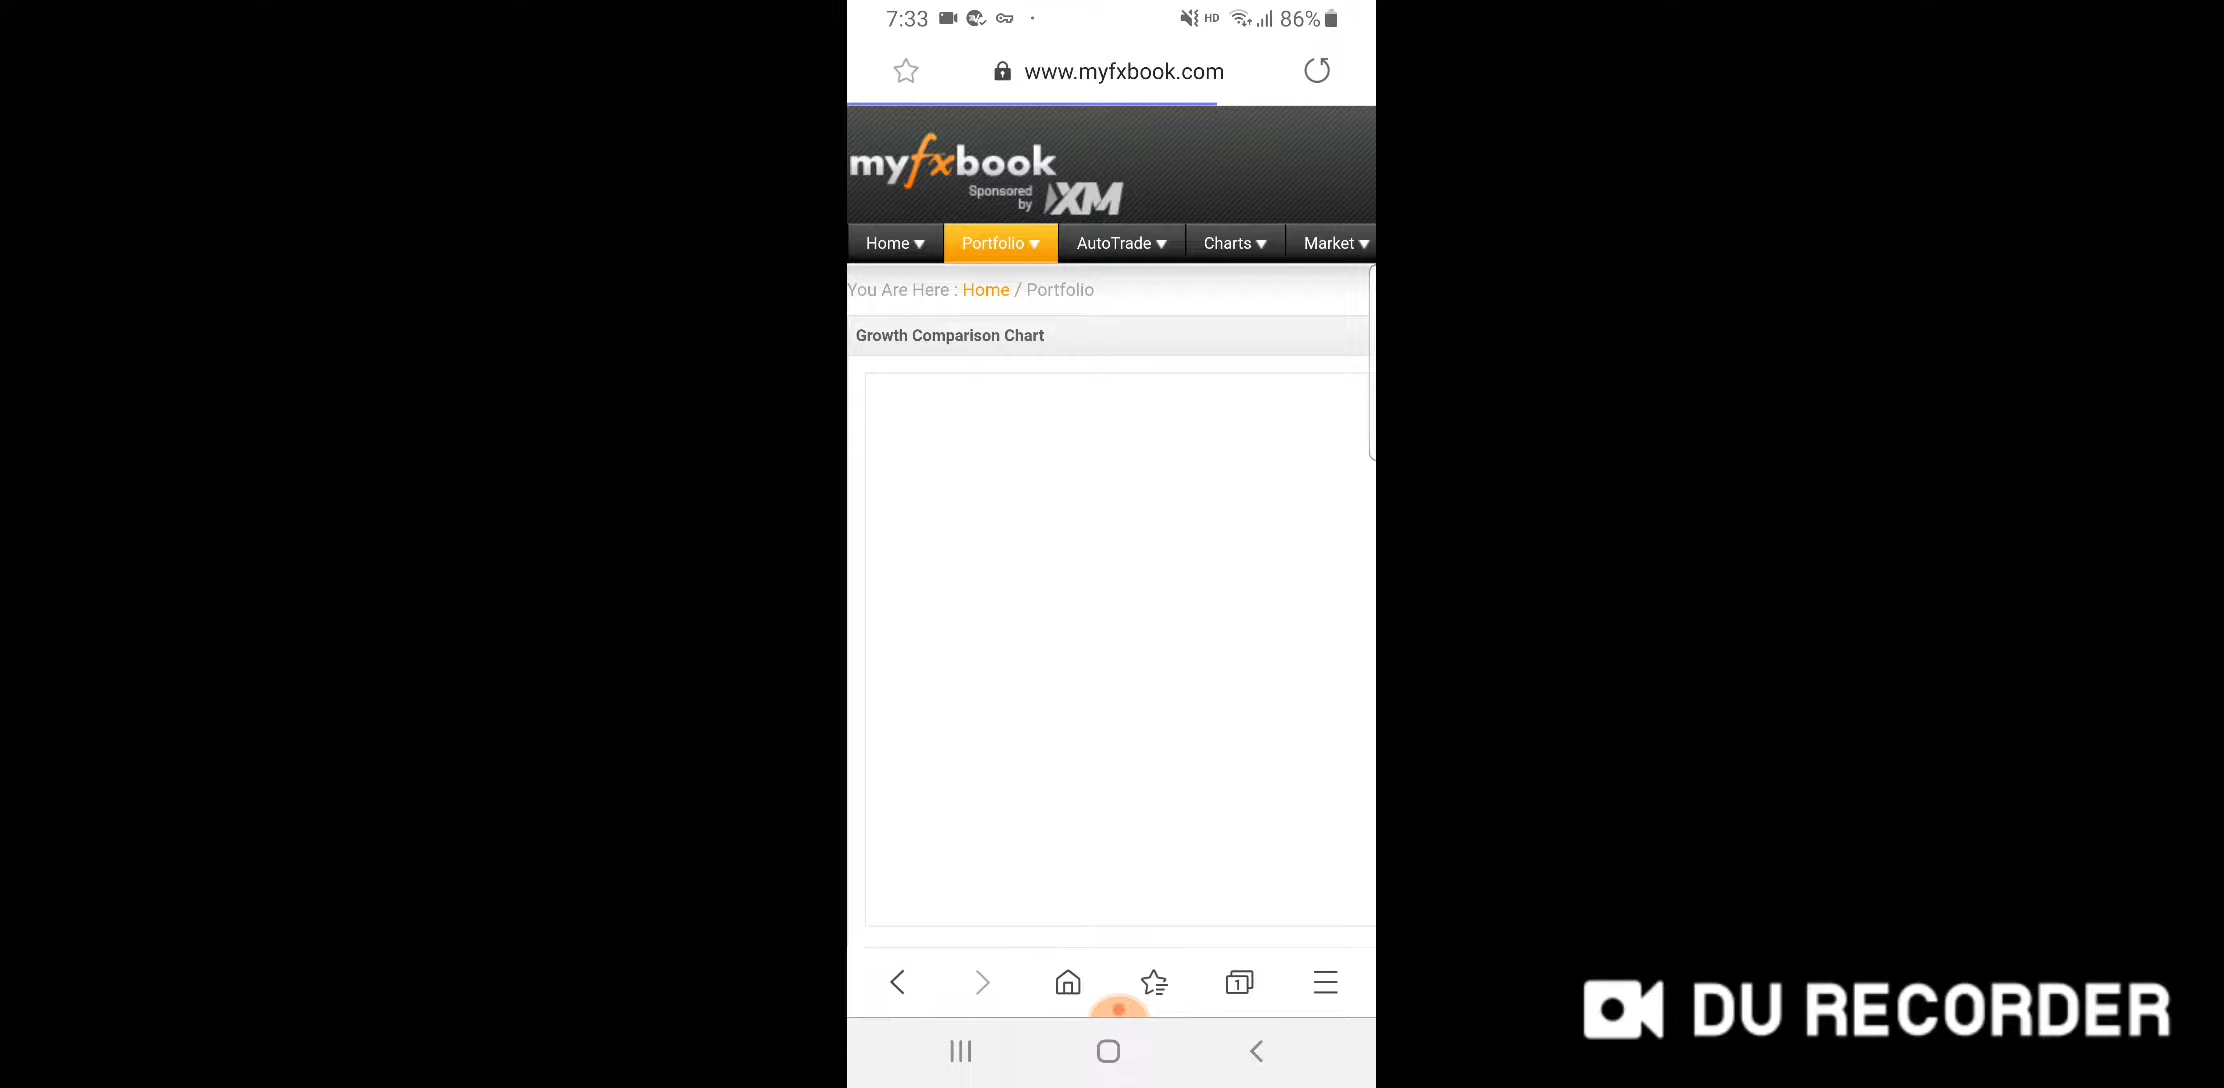 7:33 HD 86%
www.myfxbook.com
myfxbook
Sponsored
by XM
Home Portfolio AutoTrade Charts Market
You Are Here : Home / Portfolio
Growth Comparison Chart
1
DU RECORDER